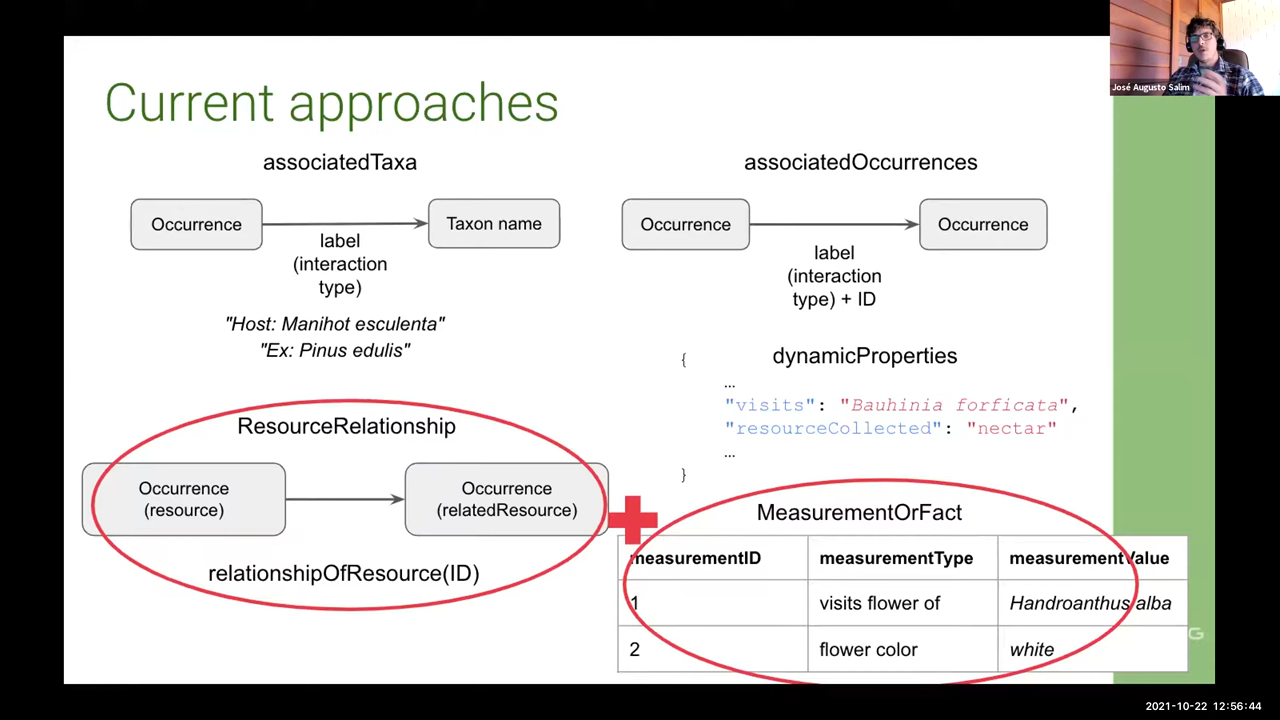 Current approaches
José Augusto Salim
associatedTaxa
Occurrence
Taxon name
label
(interaction
type)
"Host: Manihot esculenta"
"Ex: Pinus edulis"
associatedOccurrences
Occurrence
Occurrence
label
(interaction
type) + ID
dynamicProperties
{
…
"visits": "Bauhinia forficata",
"resourceCollected": "nectar"
…
}
ResourceRelationship
Occurrence
(resource)
Occurrence
(relatedResource)
relationshipOfResource(ID)
MeasurementOrFact
measurementID measurementType measurementValue
1 visits flower of Handroanthus alba
2 flower color white
G
2021-10-22 12:56:44